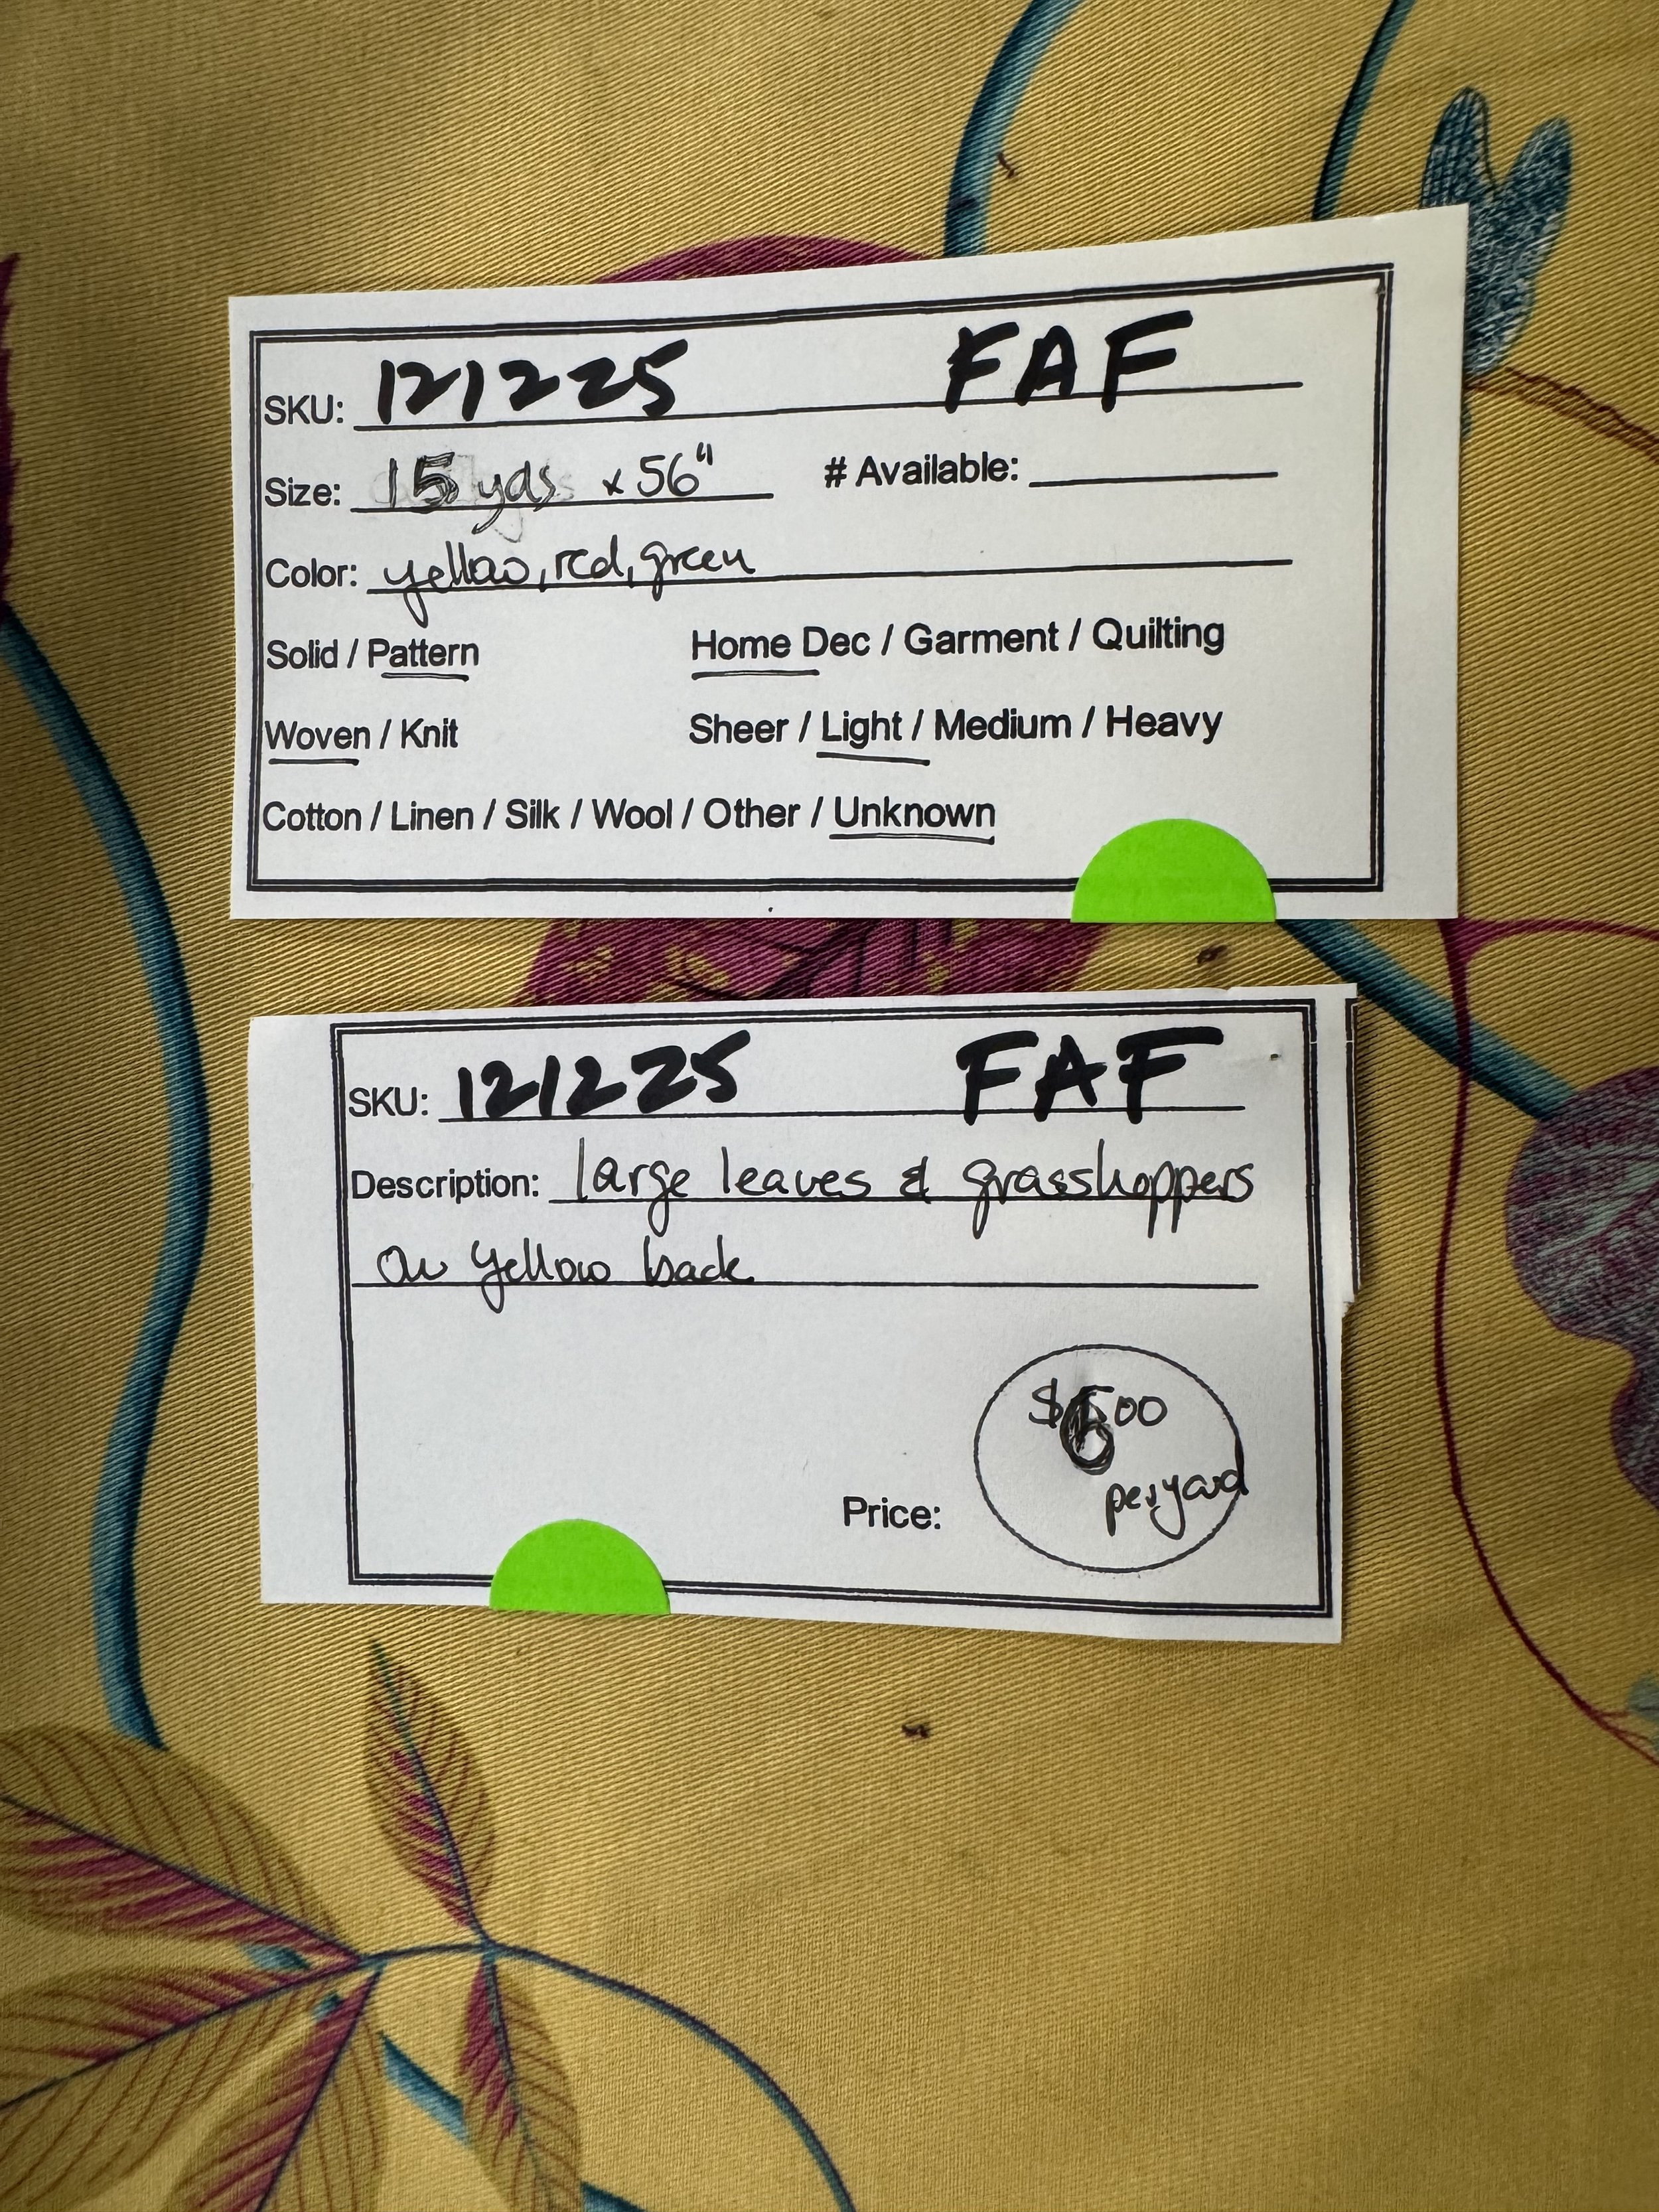 SKU: 121225 FAF
Size: 15 yds x 56" # Available:
Color: yellow, red, green
Solid / Pattern Home Dec / Garment / Quilting
Woven / Knit Sheer / Light / Medium / Heavy
Cotton / Linen / Silk / Wool / Other / Unknown
SKU: 121225 FAF
Description: large leaves & grasshoppers
on yellow back
$6.00
per yard
Price: